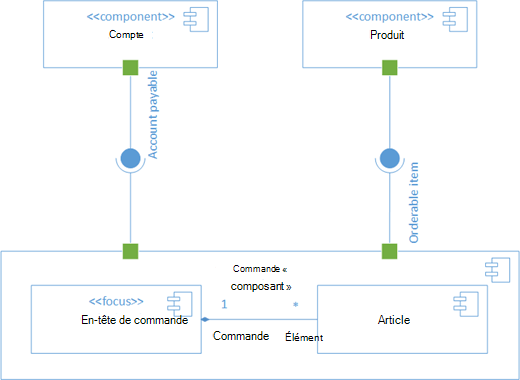 <<component>>
Compte
<<component>>
Produit
Account payable
Orderable item
Commande «
composant »
<<focus>>
En-tête de commande
1
*
Commande
Élément
Article